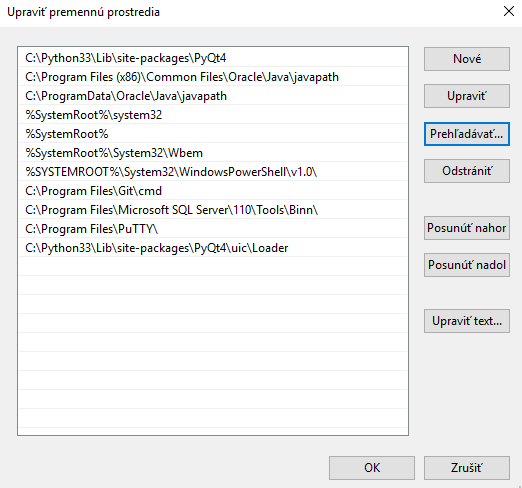 Upraviť premennú prostredia
C:\Python33\Lib\site-packages\PyQt4
C:\Program Files (x86)\Common Files\Oracle\Java\javapath
C:\ProgramData\Oracle\Java\javapath
%SystemRoot%\system32
%SystemRoot%
%SystemRoot%\System32\Wbem
%SYSTEMROOT%\System32\WindowsPowerShell\v1.0\
C:\Program Files\Git\cmd
C:\Program Files\Microsoft SQL Server\110\Tools\Binn\
C:\Program Files\PuTTY\
C:\Python33\Lib\site-packages\PyQt4\uic\Loader
Nové
Upraviť
Prehľadávať...
Odstrániť
Posunúť nahor
Posunúť nadol
Upraviť text...
OK
Zrušiť